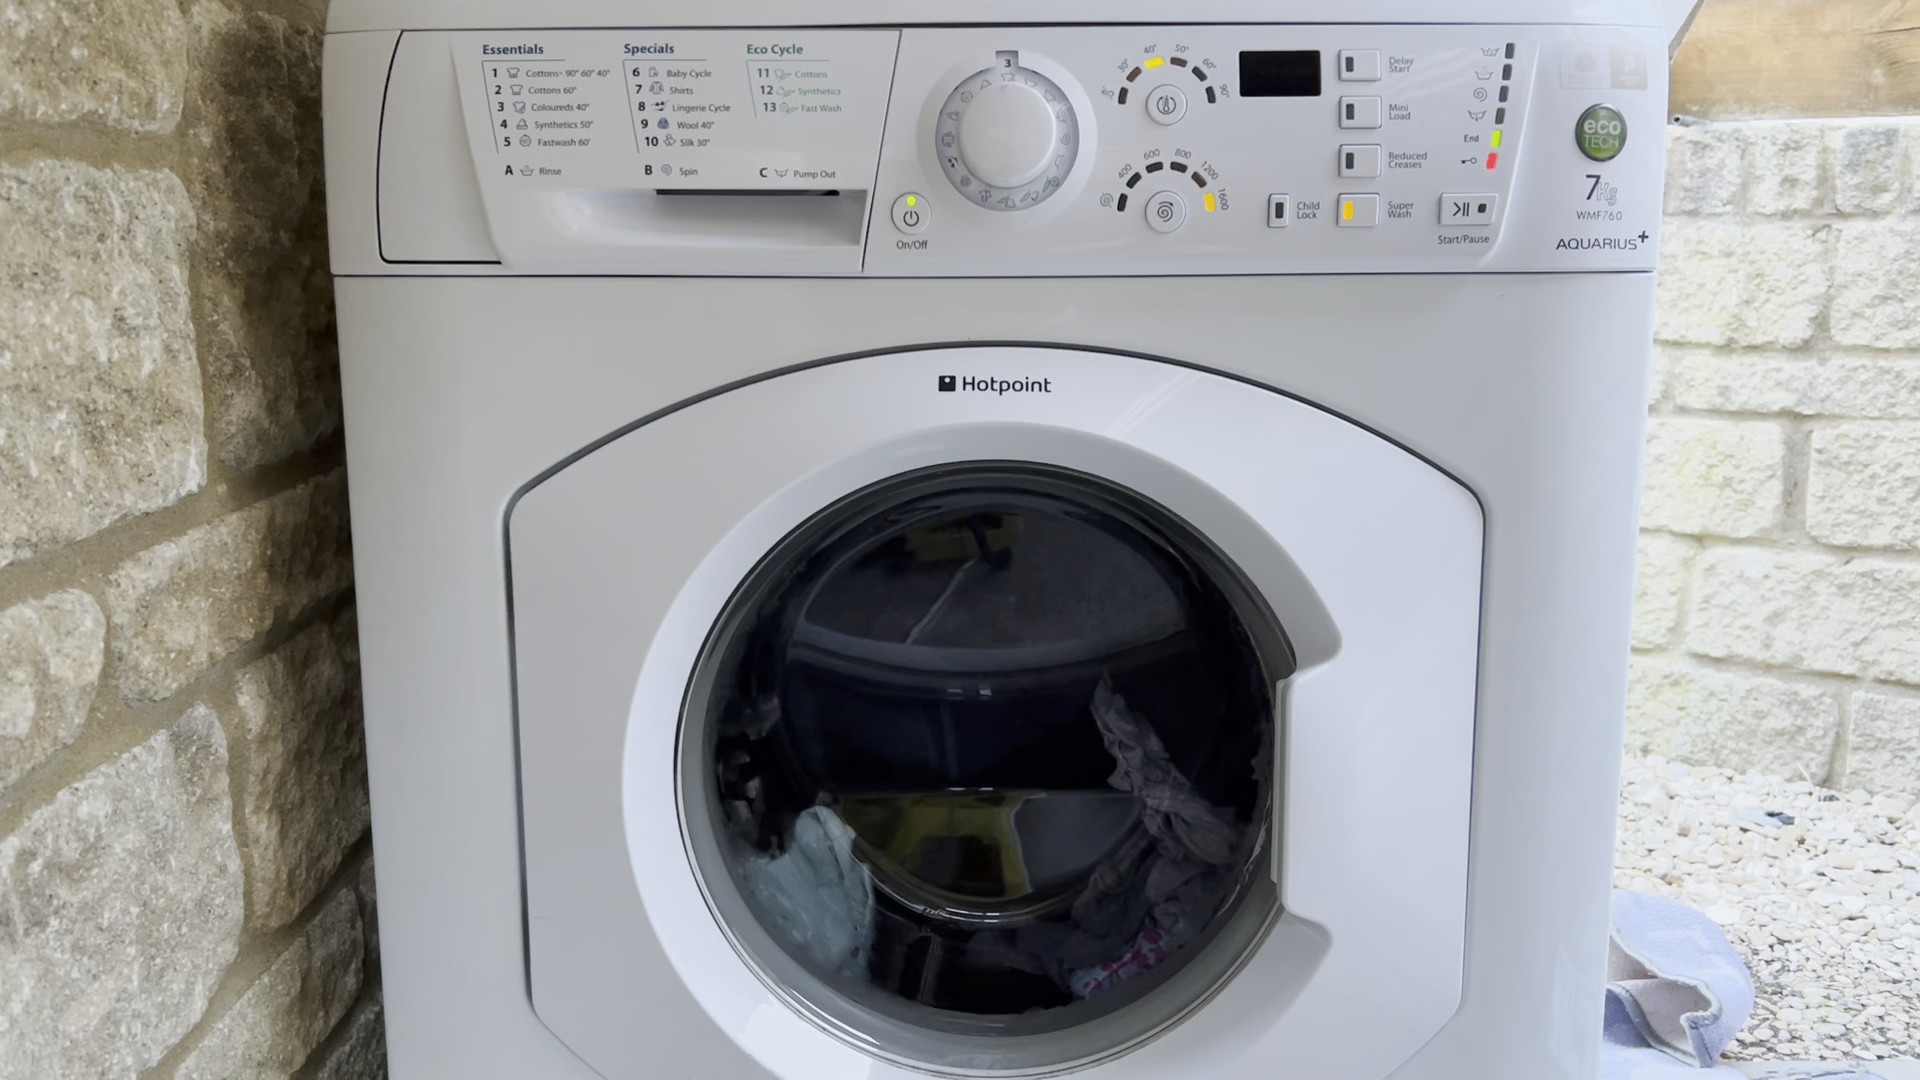 Essentials
1 Cottons+ 90° 60° 40°
2 Cottons 60°
3 Coloureds 40°
4 Synthetics 50°
5 Fastwash 60'
A Rinse
Specials
6 Baby Cycle
7 Shirts
8 Lingerie Cycle
9 Wool 40°
10 Silk 30°
B Spin
Eco Cycle
11 Cottons
12 Synthetics
13 Fast Wash
C Pump Out
On/Off
3
30° 40° 50° 60° 90°
400 600 800 1200 1600
Delay
Start
Mini
Load
Reduced
Creases
Child
Lock
Super
Wash
End
Start/Pause
eco
TECH
7Kg
WMF760
AQUARIUS+
Hotpoint